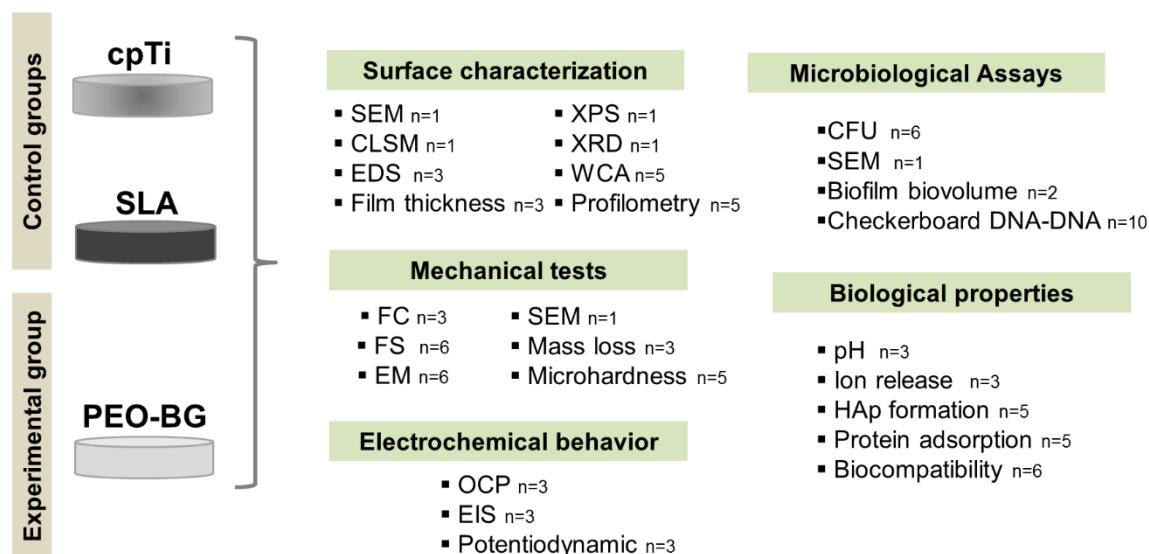 Control groups
cpTi
SLA
Experimental group
PEO-BG
Surface characterization
▪ SEM n=1
▪ CLSM n=1
▪ EDS n=3
▪ Film thickness n=3
▪ XPS n=1
▪ XRD n=1
▪ WCA n=5
▪ Profilometry n=5
Mechanical tests
▪ FC n=3
▪ FS n=6
▪ EM n=6
▪ SEM n=1
▪ Mass loss n=3
▪ Microhardness n=5
Electrochemical behavior
▪ OCP n=3
▪ EIS n=3
▪ Potentiodynamic n=3
Microbiological Assays
▪CFU n=6
▪SEM n=1
▪Biofilm biovolume n=2
▪Checkerboard DNA-DNA n=10
Biological properties
▪ pH n=3
▪ Ion release n=3
▪ HAp formation n=5
▪ Protein adsorption n=5
▪ Biocompatibility n=6